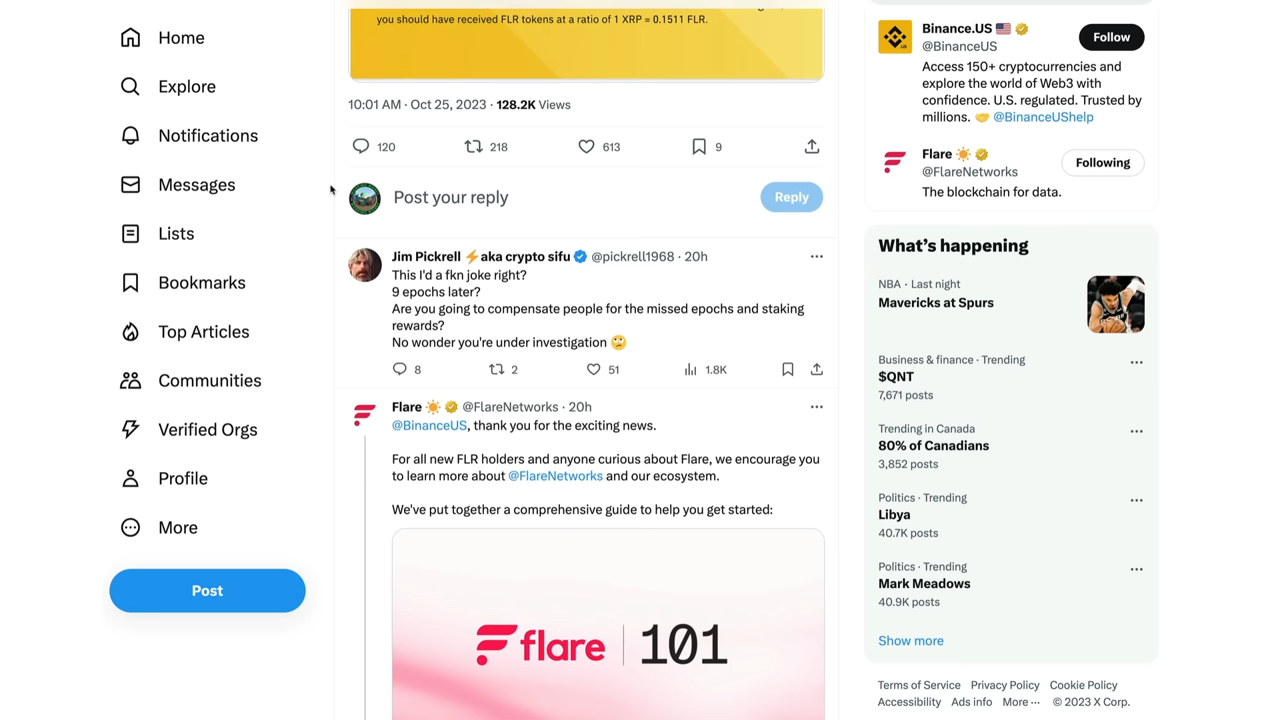 Home
Explore
Notifications
Messages
Lists
Bookmarks
Top Articles
Communities
Verified Orgs
Profile
More
Post
you should have received FLR tokens at a ratio of 1 XRP = 0.1511 FLR.
10:01 AM · Oct 25, 2023 · 128.2K Views
120 218 613 9
Post your reply Reply
Jim Pickrell ⚡aka crypto sifu @pickrell1968 · 20h
This I'd a fkn joke right?
9 epochs later?
Are you going to compensate people for the missed epochs and staking
rewards?
No wonder you're under investigation 🙄
8 2 51 1.8K
Flare ☀️ @FlareNetworks · 20h
@BinanceUS, thank you for the exciting news.
For all new FLR holders and anyone curious about Flare, we encourage you
to learn more about @FlareNetworks and our ecosystem.
We've put together a comprehensive guide to help you get started:
flare | 101
Binance.US 🇺🇸
@BinanceUS
Follow
Access 150+ cryptocurrencies and
explore the world of Web3 with
confidence. U.S. regulated. Trusted by
millions. 🤝 @BinanceUShelp
Flare ☀️
@FlareNetworks
Following
The blockchain for data.
What's happening
NBA · Last night
Mavericks at Spurs
Business & finance · Trending
$QNT
7,671 posts
Trending in Canada
80% of Canadians
3,852 posts
Politics · Trending
Libya
40.7K posts
Politics · Trending
Mark Meadows
40.9K posts
Show more
Terms of Service Privacy Policy Cookie Policy
Accessibility Ads info More ··· © 2023 X Corp.